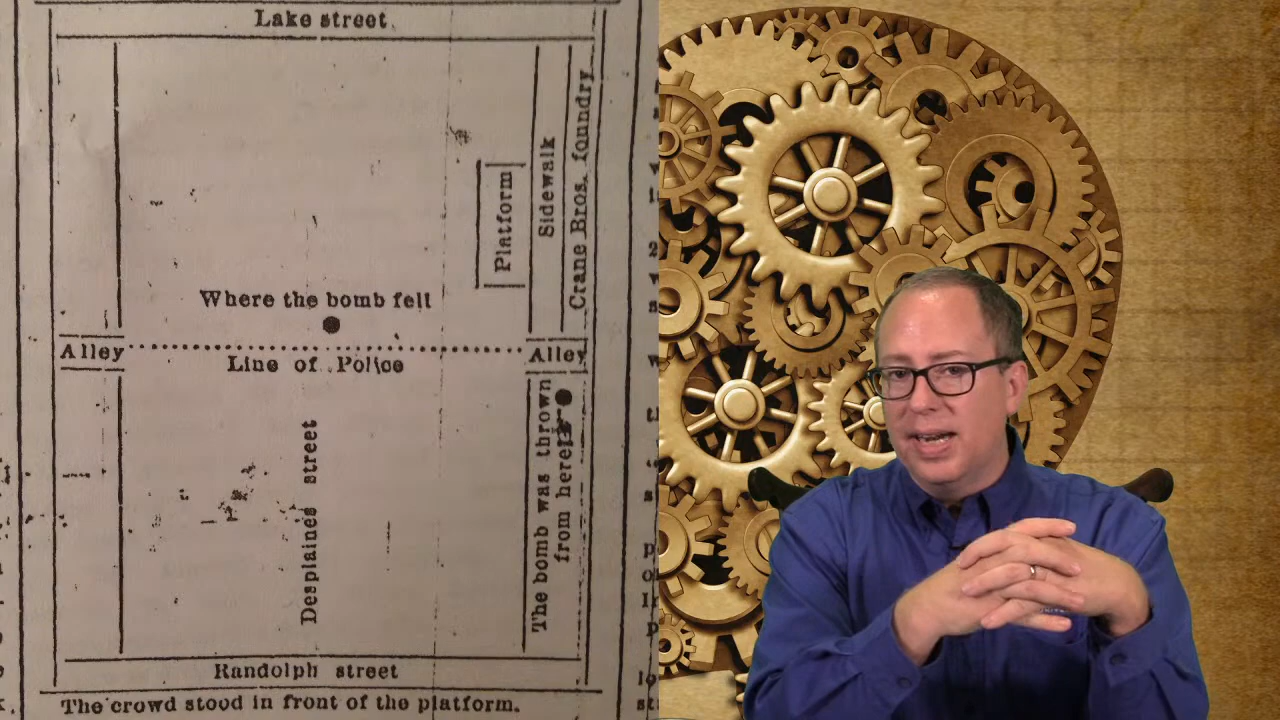 Lake street
Sidewalk
Crane Bros. foundry
Platform
Where the bomb fell
Alley
Alley
Line of Police
Desplaines street
The bomb was thrown
from here
Randolph street
The crowd stood in front of the platform.